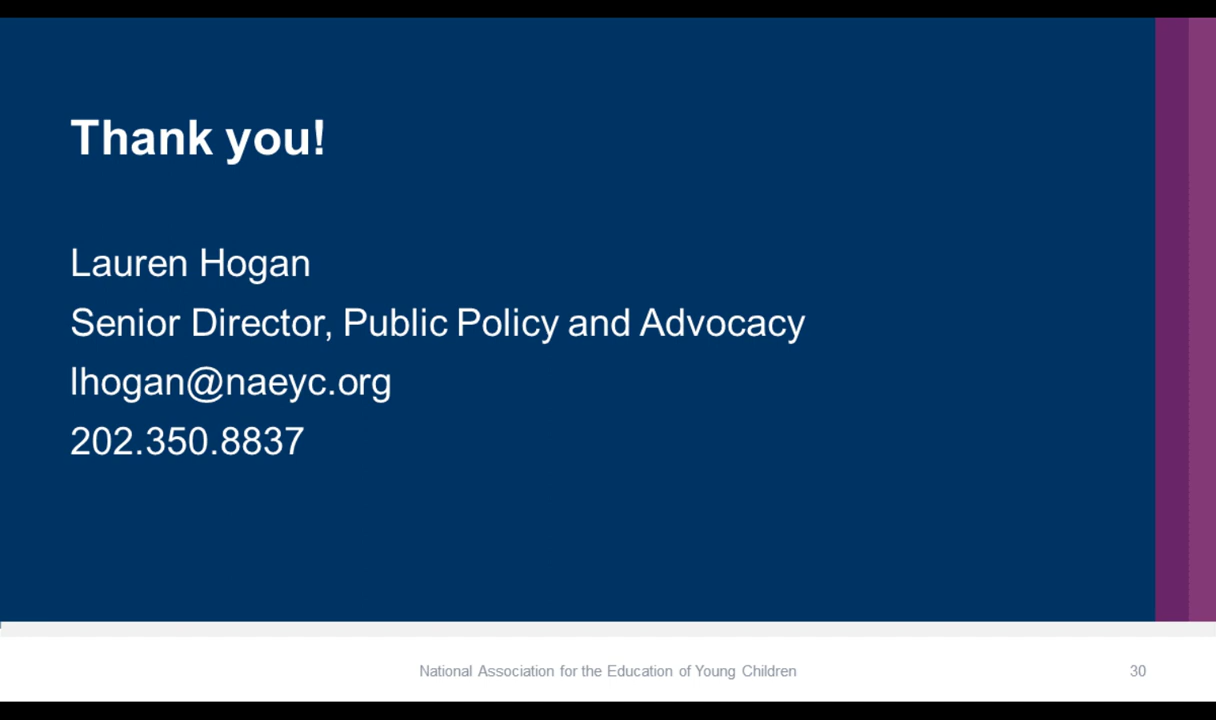 Thank you!
Lauren Hogan
Senior Director, Public Policy and Advocacy
lhogan@naeyc.org
202.350.8837
National Association for the Education of Young Children
30